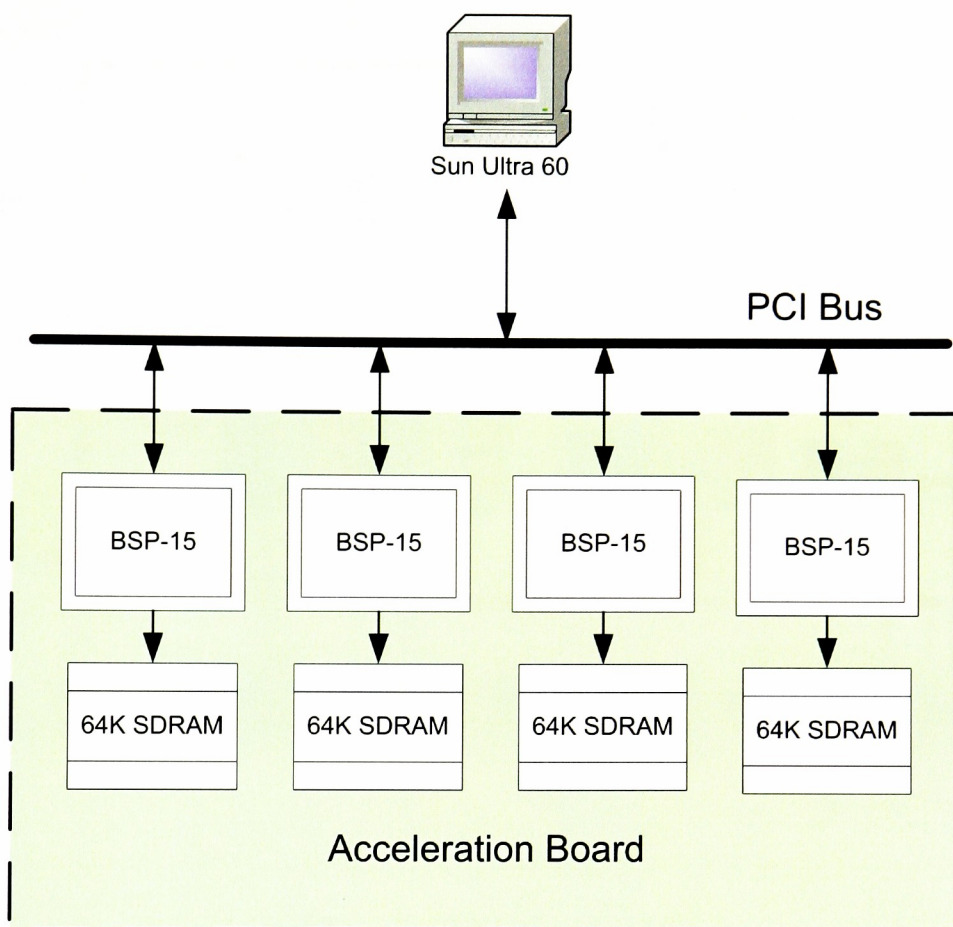 Sun Ultra 60
PCI Bus
BSP-15 BSP-15 BSP-15 BSP-15
64K SDRAM 64K SDRAM 64K SDRAM 64K SDRAM
Acceleration Board